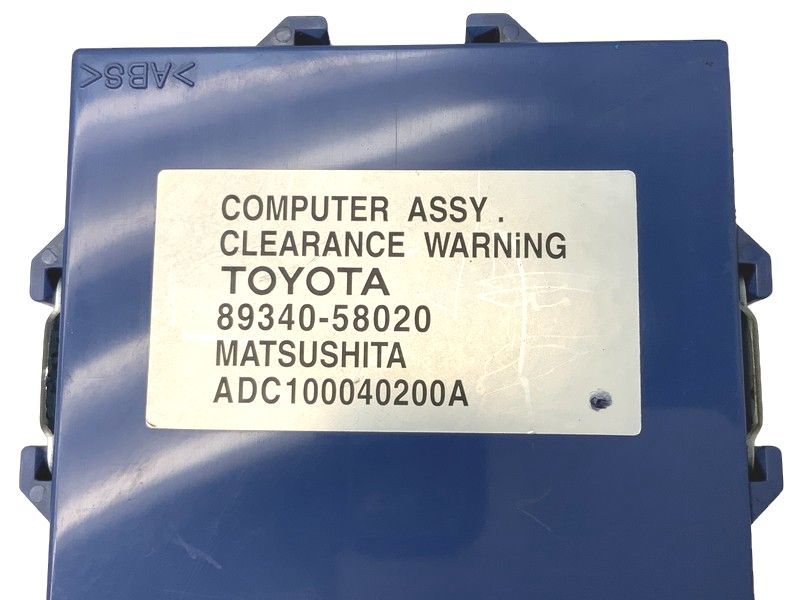 >ABS<
COMPUTER ASSY.
CLEARANCE WARNiNG
TOYOTA
89340-58020
MATSUSHITA
ADC100040200A